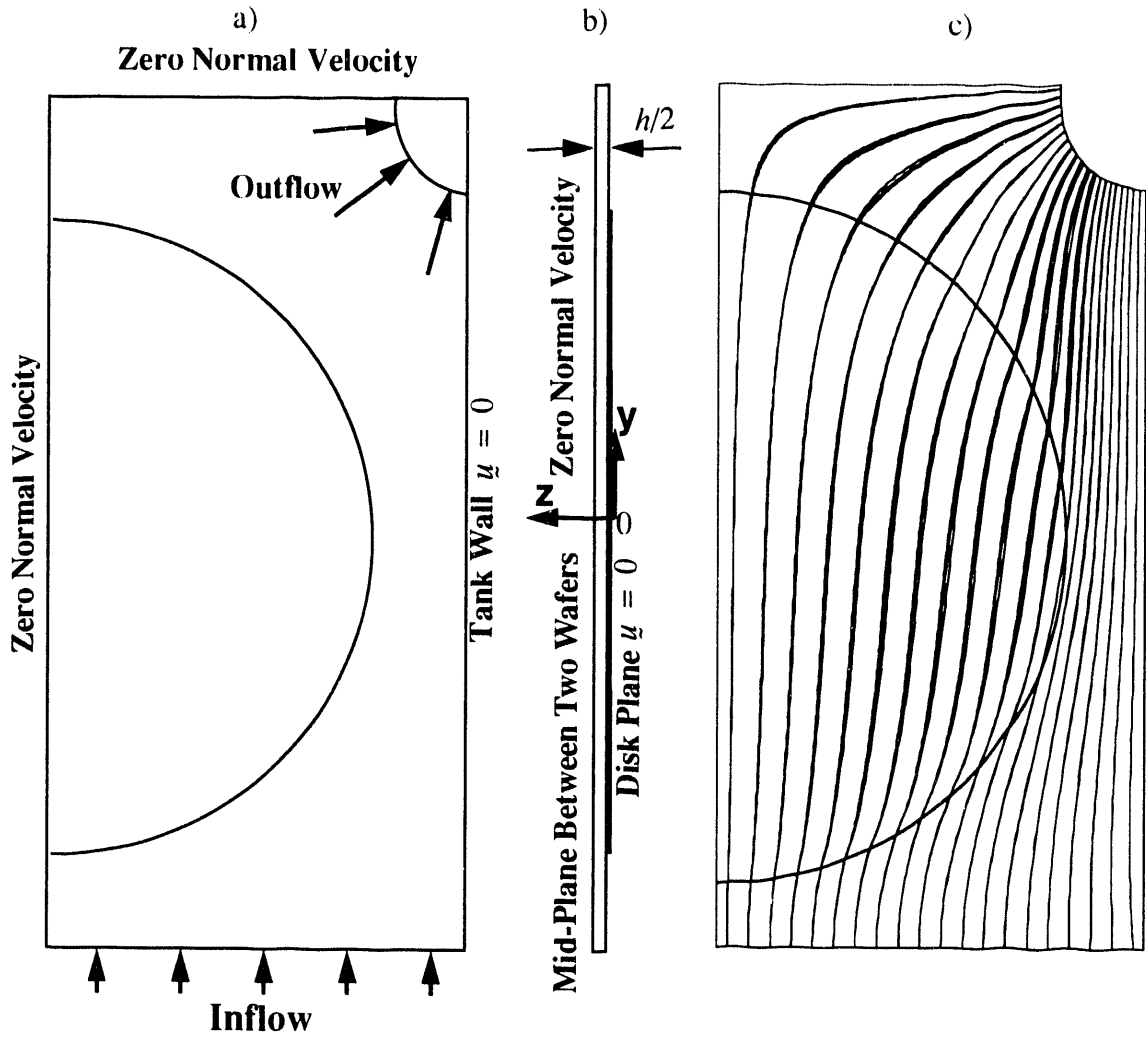 a)
Zero Normal Velocity
Outflow
Zero Normal Velocity
Tank Wall ṵ = 0
Inflow
b)
h/2
Zero Normal Velocity
Mid-Plane Between Two Wafers
y
z
0
Disk Plane ṵ = 0
c)